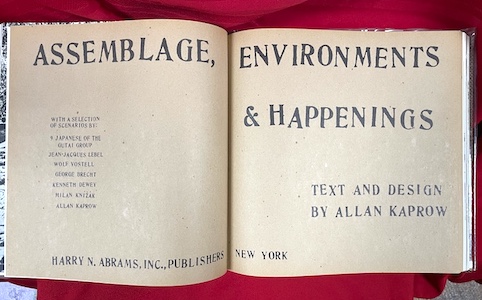 ASSEMBLAGE, ENVIRONMENTS
& HAPPENINGS
WITH A SELECTION
OF SCENARIOS BY:
9 JAPANESE OF THE
GUTAI GROUP
JEAN-JACQUES LEBEL
WOLF VOSTELL
GEORGE BRECHT
KENNETH DEWEY
MILAN KNÍŽÁK
ALLAN KAPROW
TEXT AND DESIGN
BY ALLAN KAPROW
HARRY N. ABRAMS, INC., PUBLISHERS NEW YORK